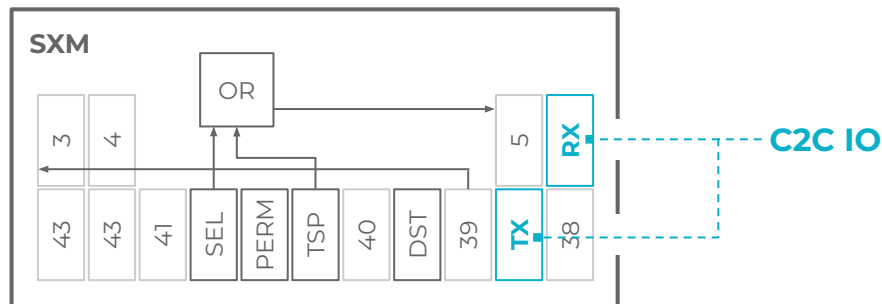 SXM
OR
3
4
5
RX
C2C IO
43
43
41
SEL
PERM
TSP
40
DST
39
TX
38